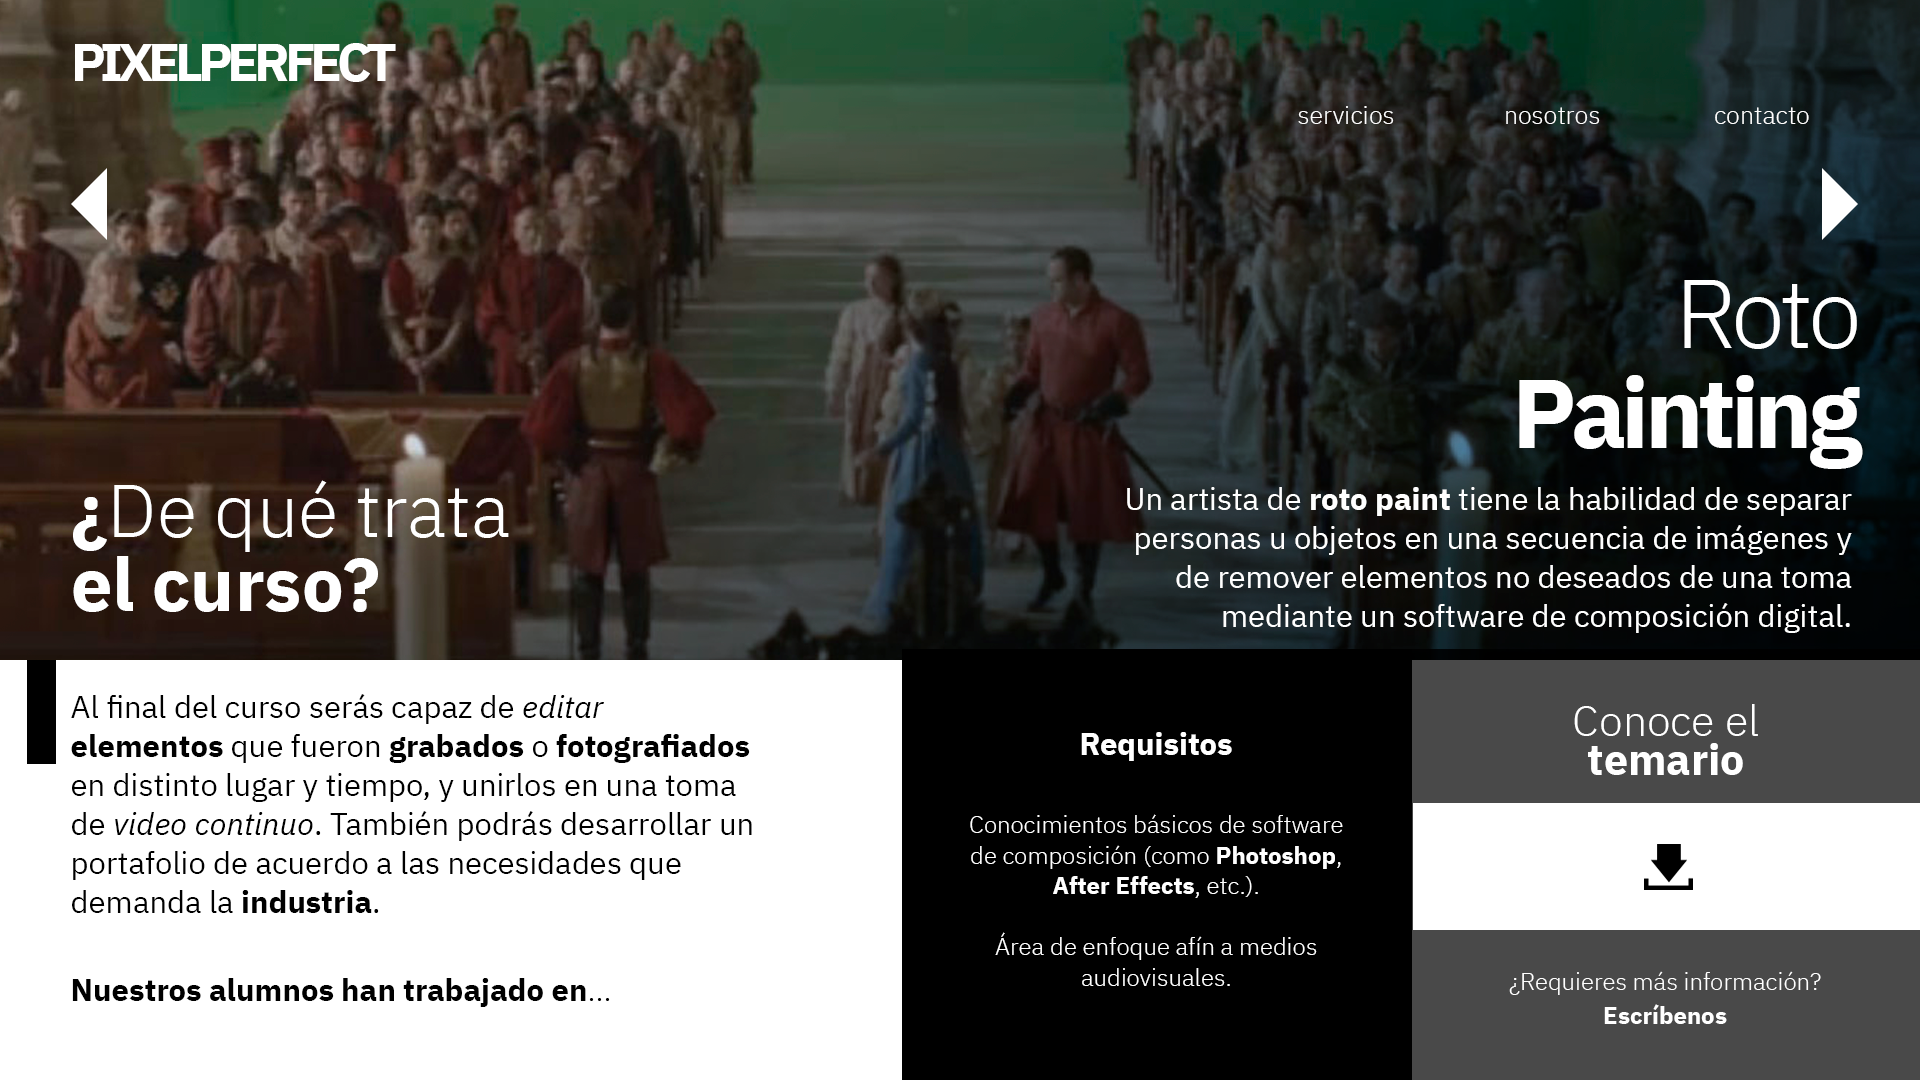 PIXELPERFECT
servicios
nosotros
contacto
Roto
Painting
Un artista de roto paint tiene la habilidad de separar
personas u objetos en una secuencia de imágenes y
de remover elementos no deseados de una toma
mediante un software de composición digital.
¿De qué trata
el curso?
Al final del curso serás capaz de editar
elementos que fueron grabados o fotografiados
en distinto lugar y tiempo, y unirlos en una toma
de video continuo. También podrás desarrollar un
portafolio de acuerdo a las necesidades que
demanda la industria.
Nuestros alumnos han trabajado en...
Requisitos
Conocimientos básicos de software
de composición (como Photoshop,
After Effects, etc.).
Área de enfoque afín a medios
audiovisuales.
Conoce el
temario
¿Requieres más información?
Escríbenos